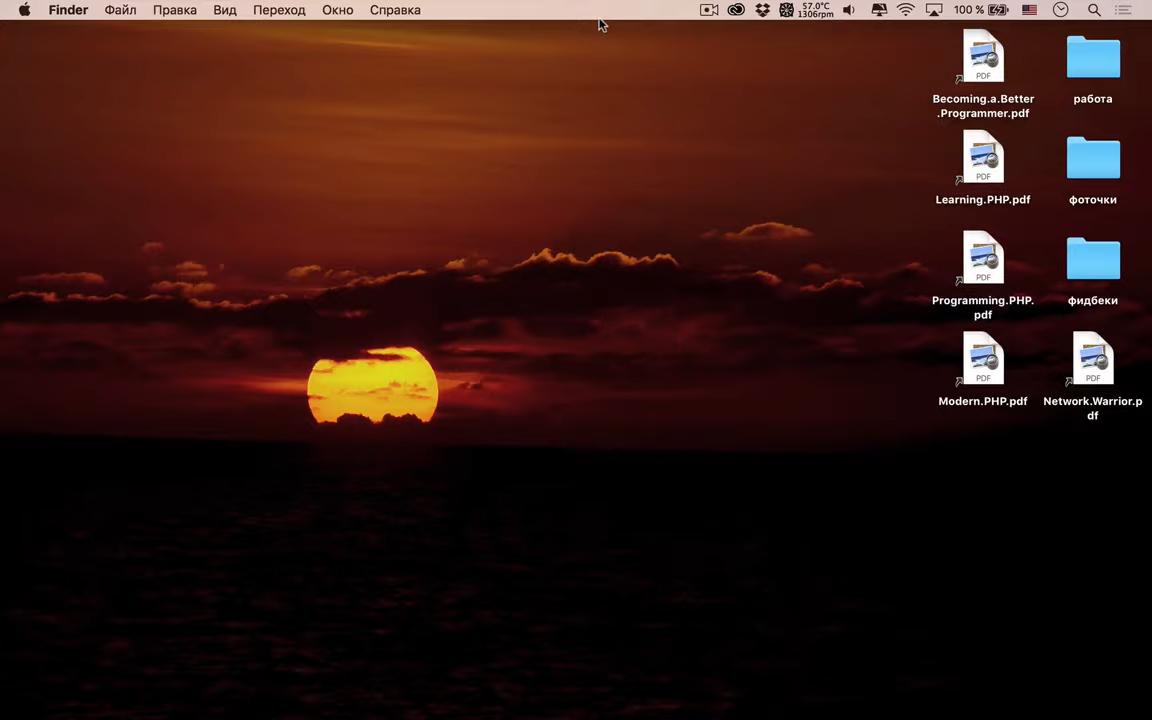 Finder Файл Правка Вид Переход Окно Справка 57.0°C 100 %
1306rpm
PDF
Becoming.a.Better
.Programmer.pdf
работа
PDF
Learning.PHP.pdf
фоточки
PDF
Programming.PHP.
pdf
фидбеки
PDF
Modern.PHP.pdf
PDF
Network.Warrior.p
df